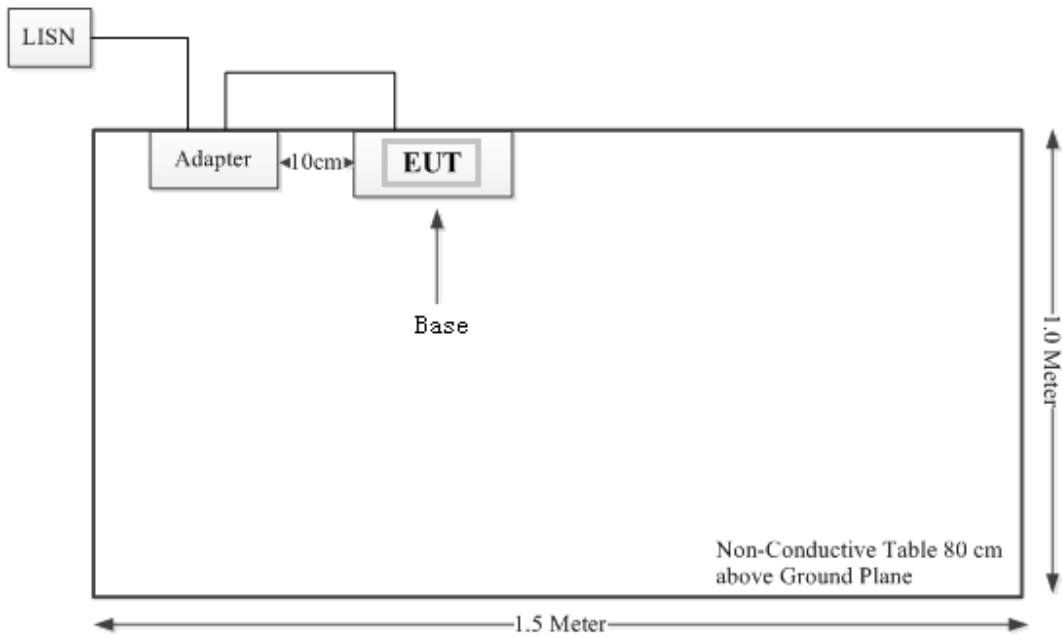 LISN
Adapter
10cm
EUT
Base
1.0 Meter
Non-Conductive Table 80 cm
above Ground Plane
1.5 Meter